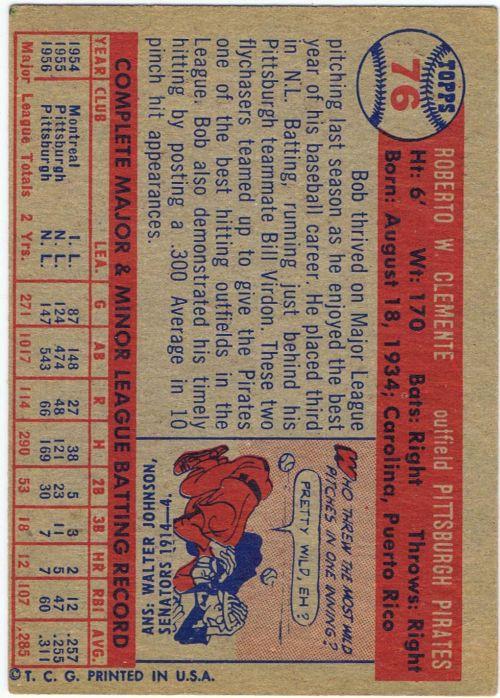 TOPPS
76
ROBERTO W. CLEMENTE outfield PITTSBURGH PIRATES
Ht: 6' Wt: 170 Bats: Right Throws: Right
Born: August 18, 1934; Carolina, Puerto Rico
Bob thrived on Major League
pitching last season as he enjoyed the best
year of his baseball career. He placed third
in N.L. Batting, running just behind his
Pittsburgh teammate Bill Virdon. These two
flychasers teamed up to give the Pirates
one of the best hitting outfields in the
League. Bob also demonstrated his timely
hitting by posting a .300 Average in 10
pinch hit appearances.
WHO THREW THE MOST WILD
PITCHES IN ONE INNING?
PRETTY
WILD, EH?
ANS: WALTER JOHNSON,
SENATORS 1914—4.
COMPLETE MAJOR & MINOR LEAGUE BATTING RECORD
YEAR CLUB LEA. G AB R H 2B 3B HR RBI AVG.
1954 Montreal I. L. 87 148 27 38 5 3 2 12 .257
1955 Pittsburgh N. L. 124 474 48 121 23 11 5 47 .255
1956 Pittsburgh N. L. 147 543 66 169 30 7 7 60 .311
Major League Totals 2 Yrs. 271 1017 114 290 53 18 12 107 .285
© T. C. G. PRINTED IN U.S.A.